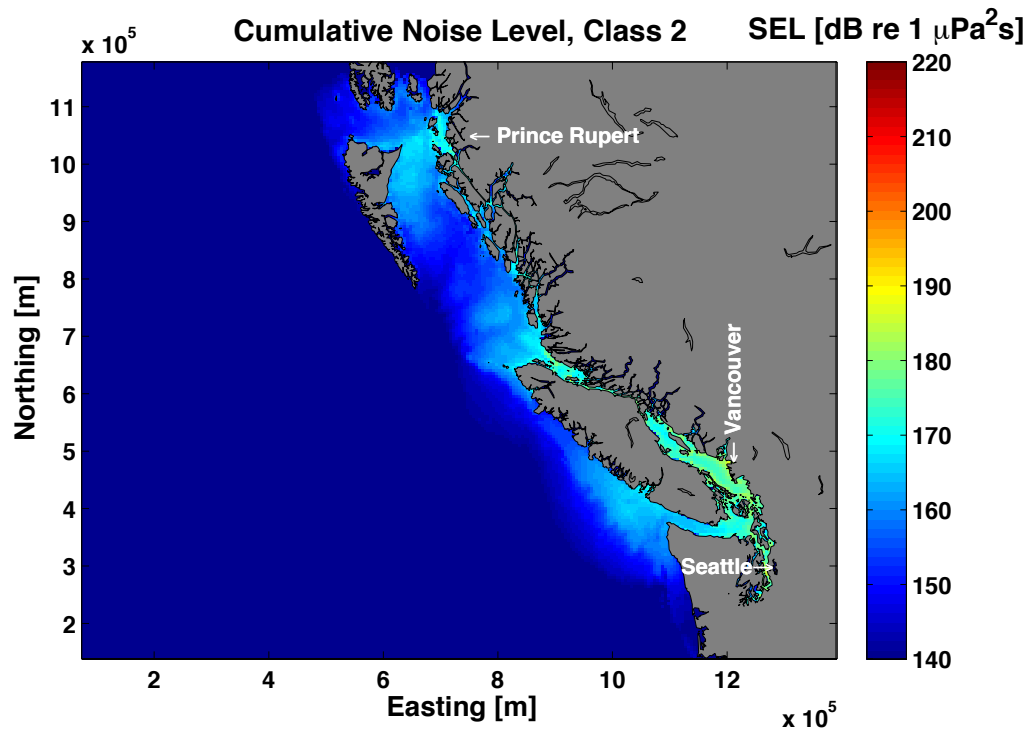 Cumulative Noise Level, Class 2
SEL [dB re 1 μPa²s]
x 10⁵
11
10
9
8
7
6
5
4
3
2
Northing [m]
Prince Rupert
Vancouver
Seattle
2
4
6
8
10
12
Easting [m]
x 10⁵
220
210
200
190
180
170
160
150
140